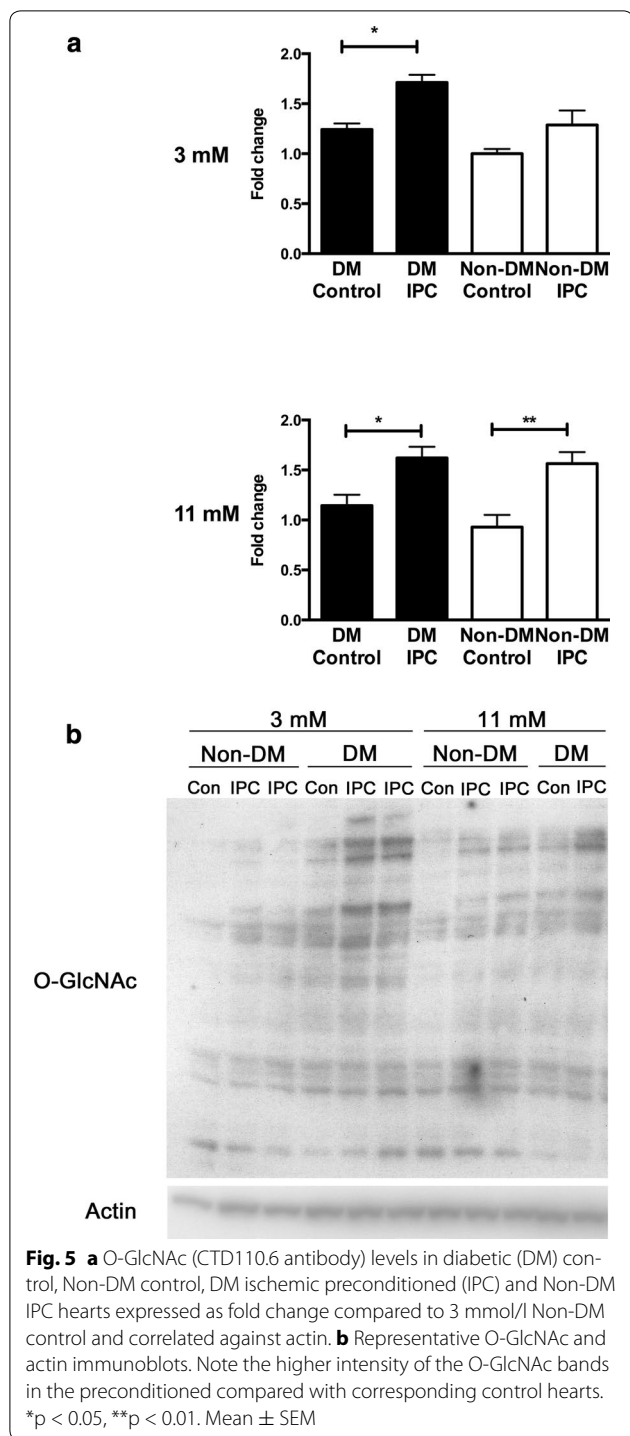 a
*
2.0
1.5
3 mM
Fold change
1.0
0.5
0.0
DM Control
DM IPC
Non-DM Control
Non-DM IPC
*
**
2.0
1.5
11 mM
Fold change
1.0
0.5
0.0
DM Control
DM IPC
Non-DM Control
Non-DM IPC
b
3 mM 11 mM
Non-DM DM Non-DM DM
Con IPC IPC Con IPC IPC Con IPC IPC Con IPC
O-GlcNAc
Actin
Fig. 5 a O-GlcNAc (CTD110.6 antibody) levels in diabetic (DM) con-
trol, Non-DM control, DM ischemic preconditioned (IPC) and Non-DM
IPC hearts expressed as fold change compared to 3 mmol/l Non-DM
control and correlated against actin. b Representative O-GlcNAc and
actin immunoblots. Note the higher intensity of the O-GlcNAc bands
in the preconditioned compared with corresponding control hearts.
*p < 0.05, **p < 0.01. Mean ± SEM